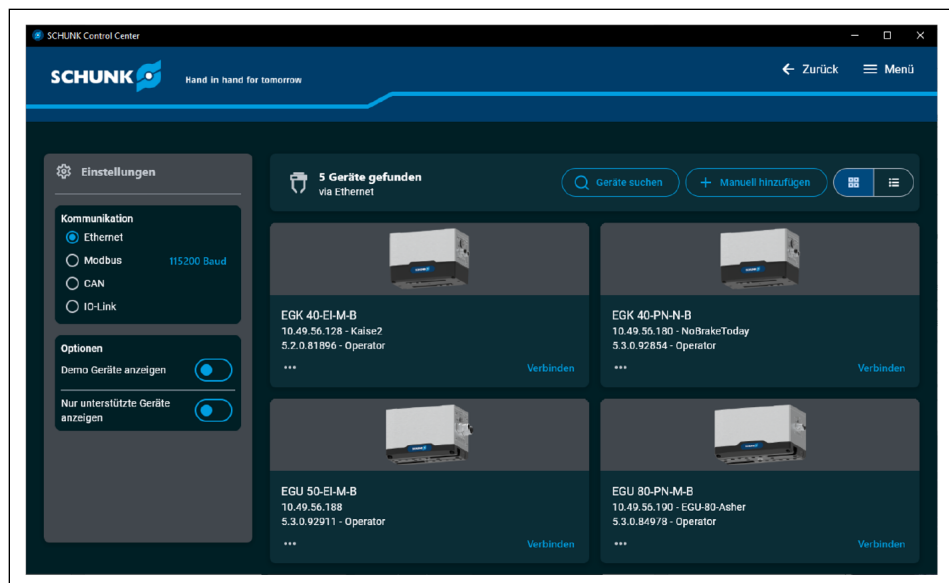 SCHUNK Control Center
SCHUNK
Hand in hand for tomorrow
Zurück
Menü
Einstellungen
Kommunikation
Ethernet
Modbus 115200 Baud
CAN
IO-Link
Optionen
Demo Geräte anzeigen
Nur unterstützte Geräte
anzeigen
5 Geräte gefunden
via Ethernet
Geräte suchen
Manuell hinzufügen
EGK 40-EI-M-B
10.49.56.128 - Kaise2
5.2.0.81896 - Operator
... Verbinden
EGK 40-PN-N-B
10.49.56.180 - NoBrakeToday
5.3.0.92854 - Operator
... Verbinden
EGU 50-EI-M-B
10.49.56.188
5.3.0.92911 - Operator
... Verbinden
EGU 80-PN-M-B
10.49.56.190 - EGU-80-Asher
5.3.0.84978 - Operator
... Verbinden